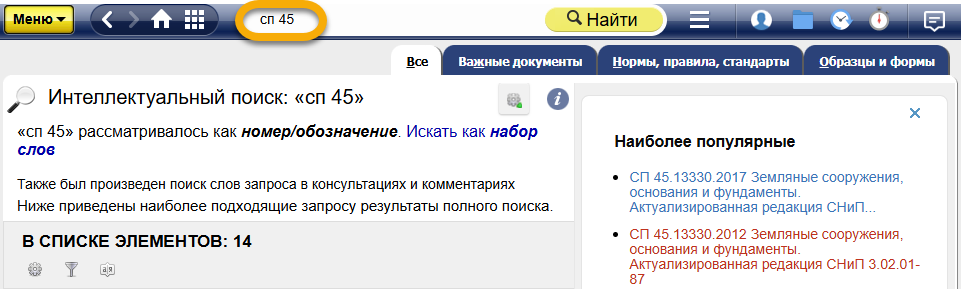 Меню
сп 45
Найти
Все
Важные документы
Нормы, правила, стандарты
Образцы и формы
Интеллектуальный поиск: «сп 45»
«сп 45» рассматривалось как номер/обозначение. Искать как набор
слов
Также был произведен поиск слов запроса в консультациях и комментариях
Ниже приведены наиболее подходящие запросу результаты полного поиска.
В СПИСКЕ ЭЛЕМЕНТОВ: 14
Наиболее популярные
СП 45.13330.2017 Земляные сооружения,
основания и фундаменты.
Актуализированная редакция СНиП...
СП 45.13330.2012 Земляные сооружения,
основания и фундаменты.
Актуализированная редакция СНиП 3.02.01-
87